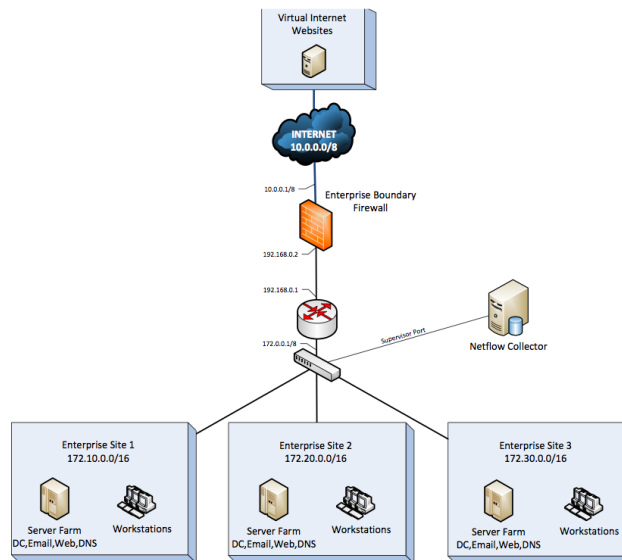 Virtual Internet
Websites
INTERNET
10.0.0.0/8
10.0.0.1/8
Enterprise Boundary
Firewall
192.168.0.2
192.168.0.1
172.0.0.1/8
Supervisor Port
Netflow Collector
Enterprise Site 1
172.10.0.0/16
Server Farm
DC,Email,Web,DNS
Workstations
Enterprise Site 2
172.20.0.0/16
Server Farm
DC,Email,Web,DNS
Workstations
Enterprise Site 3
172.30.0.0/16
Server Farm
DC,Email,Web,DNS
Workstations